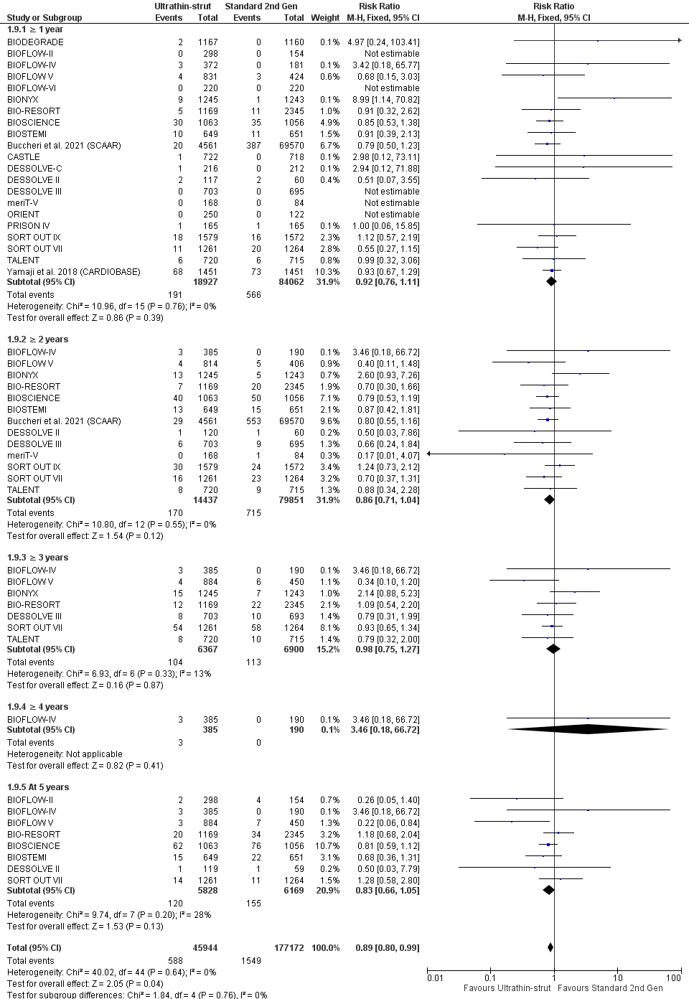 Ultrathin-strut Standard 2nd Gen Risk Ratio Risk Ratio
Study or Subgroup Events Total Events Total Weight M-H, Fixed, 95% CI M-H, Fixed, 95% CI
1.9.1 ≥ 1 year
BIODEGRADE 2 1167 0 1160 0.1% 4.97 [0.24, 103.41]
BIOFLOW-II 0 298 0 154 Not estimable
BIOFLOW-IV 3 372 0 181 0.1% 3.42 [0.18, 65.77]
BIOFLOW V 4 831 3 424 0.6% 0.68 [0.15, 3.03]
BIOFLOW-VI 0 220 0 220 Not estimable
BIONYX 9 1245 1 1243 0.1% 8.99 [1.14, 70.82]
BIO-RESORT 5 1169 11 2345 1.0% 0.91 [0.32, 2.62]
BIOSCIENCE 30 1063 35 1056 4.9% 0.85 [0.53, 1.38]
BIOSTEMI 10 649 11 651 1.5% 0.91 [0.39, 2.13]
Buccheri et al. 2021 (SCAAR) 20 4561 387 69570 6.7% 0.79 [0.50, 1.23]
CASTLE 1 722 0 718 0.1% 2.98 [0.12, 73.11]
DESSOLVE-C 1 216 0 212 0.1% 2.94 [0.12, 71.88]
DESSOLVE II 2 117 2 60 0.4% 0.51 [0.07, 3.55]
DESSOLVE III 0 703 0 695 Not estimable
meriT-V 0 168 0 84 Not estimable
ORIENT 0 250 0 122 Not estimable
PRISON IV 1 165 1 165 0.1% 1.00 [0.06, 15.85]
SORT OUT IX 18 1579 16 1572 2.3% 1.12 [0.57, 2.19]
SORT OUT VII 11 1261 20 1264 2.8% 0.55 [0.27, 1.15]
TALENT 6 720 6 715 0.8% 0.99 [0.32, 3.06]
Yamaji et al. 2018 (CARDIOBASE) 68 1451 73 1451 10.3% 0.93 [0.67, 1.29]
Subtotal (95% CI) 18927 84062 31.9% 0.92 [0.76, 1.11]
Total events 191 566
Heterogeneity: Chi² = 10.96, df = 15 (P = 0.76); I² = 0%
Test for overall effect: Z = 0.86 (P = 0.39)
1.9.2 ≥ 2 years
BIOFLOW-IV 3 385 0 190 0.1% 3.46 [0.18, 66.72]
BIOFLOW V 4 814 5 406 0.9% 0.40 [0.11, 1.48]
BIONYX 13 1245 5 1243 0.7% 2.60 [0.93, 7.26]
BIO-RESORT 7 1169 20 2345 1.9% 0.70 [0.30, 1.66]
BIOSCIENCE 40 1063 50 1056 7.1% 0.79 [0.53, 1.19]
BIOSTEMI 13 649 15 651 2.1% 0.87 [0.42, 1.81]
Buccheri et al. 2021 (SCAAR) 29 4561 553 69570 9.6% 0.80 [0.55, 1.16]
DESSOLVE II 1 120 1 60 0.2% 0.50 [0.03, 7.86]
DESSOLVE III 6 703 9 695 1.3% 0.66 [0.24, 1.84]
meriT-V 0 168 1 84 0.3% 0.17 [0.01, 4.07]
SORT OUT IX 30 1579 24 1572 3.4% 1.24 [0.73, 2.12]
SORT OUT VII 16 1261 23 1264 3.2% 0.70 [0.37, 1.31]
TALENT 8 720 9 715 1.3% 0.88 [0.34, 2.28]
Subtotal (95% CI) 14437 79851 31.9% 0.86 [0.71, 1.04]
Total events 170 715
Heterogeneity: Chi² = 10.80, df = 12 (P = 0.55); I² = 0%
Test for overall effect: Z = 1.54 (P = 0.12)
1.9.3 ≥ 3 years
BIOFLOW-IV 3 385 0 190 0.1% 3.46 [0.18, 66.72]
BIOFLOW V 4 884 6 450 1.1% 0.34 [0.10, 1.20]
BIONYX 15 1245 7 1243 1.0% 2.14 [0.88, 5.23]
BIO-RESORT 12 1169 22 2345 2.1% 1.09 [0.54, 2.20]
DESSOLVE III 8 703 10 693 1.4% 0.79 [0.31, 1.99]
SORT OUT VII 54 1261 58 1264 8.1% 0.93 [0.65, 1.34]
TALENT 8 720 10 715 1.4% 0.79 [0.32, 2.00]
Subtotal (95% CI) 6367 6900 15.2% 0.98 [0.75, 1.27]
Total events 104 113
Heterogeneity: Chi² = 6.93, df = 6 (P = 0.33); I² = 13%
Test for overall effect: Z = 0.16 (P = 0.87)
1.9.4 ≥ 4 years
BIOFLOW-IV 3 385 0 190 0.1% 3.46 [0.18, 66.72]
Subtotal (95% CI) 385 190 0.1% 3.46 [0.18, 66.72]
Total events 3 0
Heterogeneity: Not applicable
Test for overall effect: Z = 0.82 (P = 0.41)
1.9.5 At 5 years
BIOFLOW-II 2 298 4 154 0.7% 0.26 [0.05, 1.40]
BIOFLOW-IV 3 385 0 190 0.1% 3.46 [0.18, 66.72]
BIOFLOW V 3 884 7 450 1.3% 0.22 [0.06, 0.84]
BIO-RESORT 20 1169 34 2345 3.2% 1.18 [0.68, 2.04]
BIOSCIENCE 62 1063 76 1056 10.7% 0.81 [0.59, 1.12]
BIOSTEMI 15 649 22 651 3.1% 0.68 [0.36, 1.31]
DESSOLVE II 1 119 1 59 0.2% 0.50 [0.03, 7.79]
SORT OUT VII 14 1261 11 1264 1.5% 1.28 [0.58, 2.80]
Subtotal (95% CI) 5828 6169 20.9% 0.83 [0.66, 1.05]
Total events 120 155
Heterogeneity: Chi² = 9.74, df = 7 (P = 0.20); I² = 28%
Test for overall effect: Z = 1.53 (P = 0.13)
Total (95% CI) 45944 177172 100.0% 0.89 [0.80, 0.99]
Total events 588 1549
Heterogeneity: Chi² = 40.02, df = 44 (P = 0.64); I² = 0%
Test for overall effect: Z = 2.05 (P = 0.04)
Test for subgroup differences: Chi² = 1.84, df = 4 (P = 0.76), I² = 0%
0.01 0.1 1 10 100
Favours Ultrathin-strut Favours Standard 2nd Gen